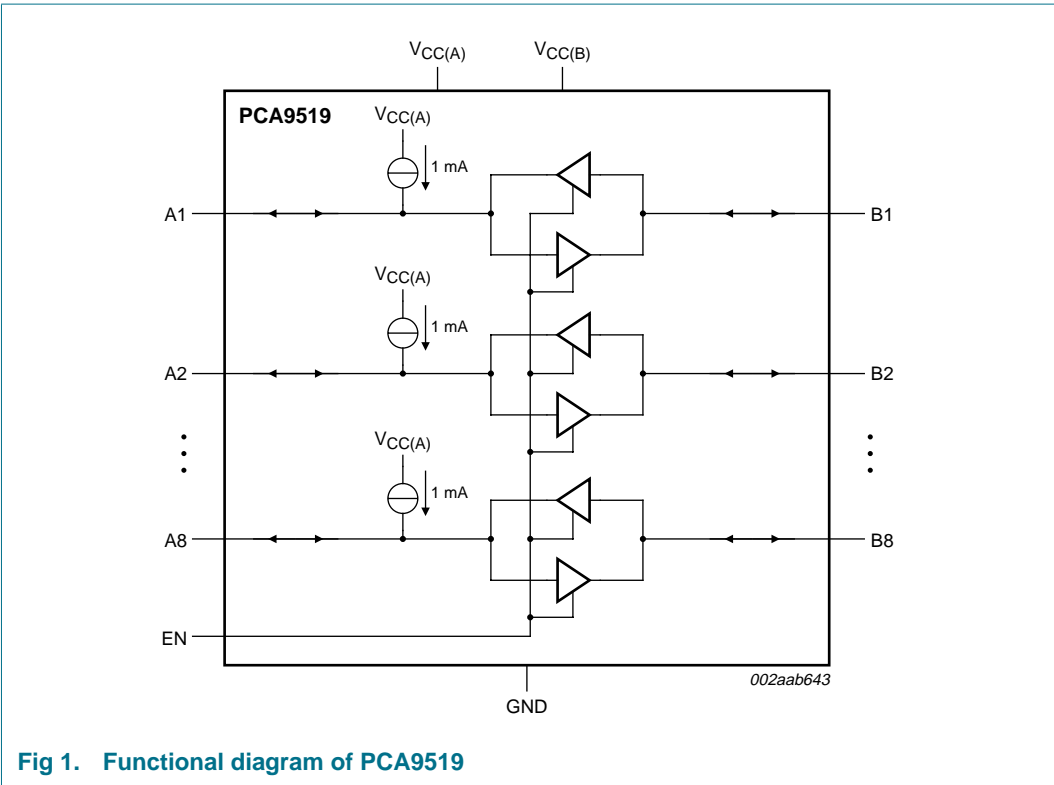 VCC(A) VCC(B)
PCA9519
VCC(A)
1 mA
A1 B1
VCC(A)
1 mA
A2 B2
VCC(A)
1 mA
A8 B8
EN
002aab643
GND
Fig 1. Functional diagram of PCA9519